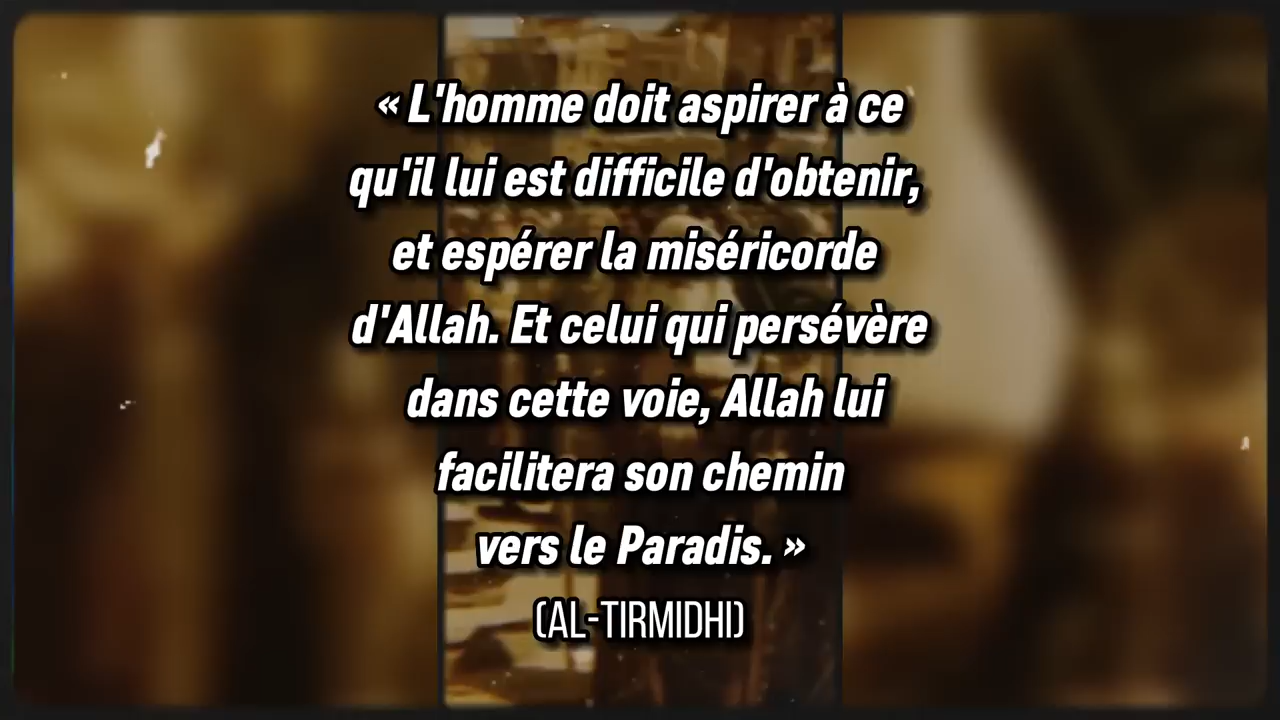 « L'homme doit aspirer à ce
qu'il lui est difficile d'obtenir,
et espérer la miséricorde
d'Allah. Et celui qui persévère
dans cette voie, Allah lui
facilitera son chemin
vers le Paradis. »
(AL-TIRMIDHI)